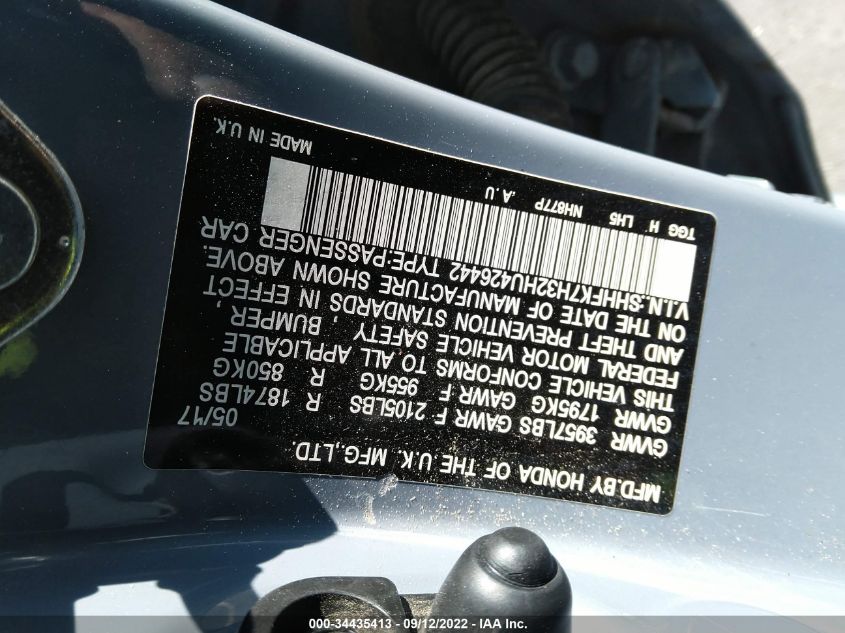 MFD.BY HONDA OF THE U.K. MFG.,LTD.
05/17
GVWR 3957LBS GAWR F 2105LBS R 1874LBS
GVWR 1795KG GAWR F 955KG R 850KG
THIS VEHICLE CONFORMS TO ALL APPLICABLE
FEDERAL MOTOR VEHICLE SAFETY, BUMPER,
AND THEFT PREVENTION STANDARDS IN EFFECT
ON THE DATE OF MANUFACTURE SHOWN ABOVE.
V.I.N.:SHHFK7H32HU426442 TYPE:PASSENGER CAR
TGG H LH5 NH877P .A.U
MADE IN U.K.
000-34435413 - 09/12/2022 - IAA Inc.